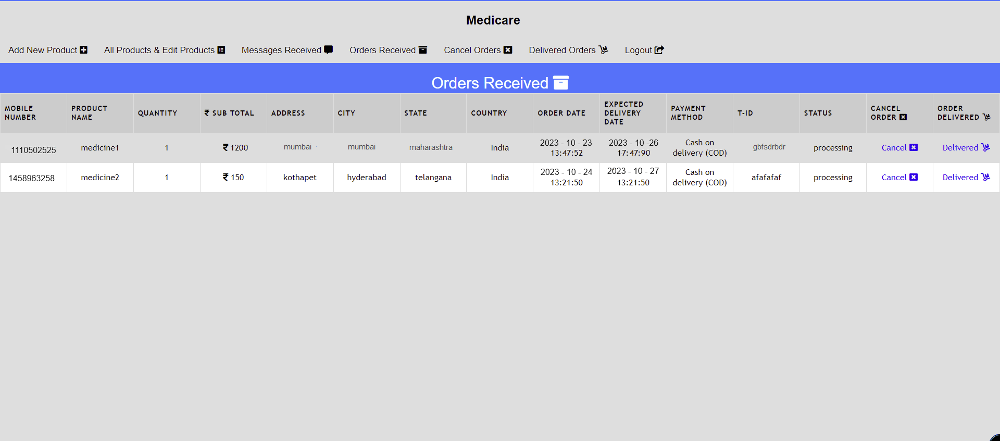 Medicare
Add New Product All Products & Edit Products Messages Received Orders Received Cancel Orders Delivered Orders Logout
Orders Received
MOBILE NUMBER PRODUCT NAME QUANTITY ₹ SUB TOTAL ADDRESS CITY STATE COUNTRY ORDER DATE EXPECTED DELIVERY DATE PAYMENT METHOD T-ID STATUS CANCEL ORDER ORDER DELIVERED
1110502525 medicine1 1 ₹ 1200 mumbai mumbai maharashtra India 2023 - 10 - 23 13:47:52 2023 - 10 -26 17:47:90 Cash on delivery (COD) gbfsdrbdr processing Cancel Delivered
1458963258 medicine2 1 ₹ 150 kothapet hyderabad telangana India 2023 - 10 - 24 13:21:50 2023 - 10 - 27 13:21:50 Cash on delivery (COD) afafafaf processing Cancel Delivered